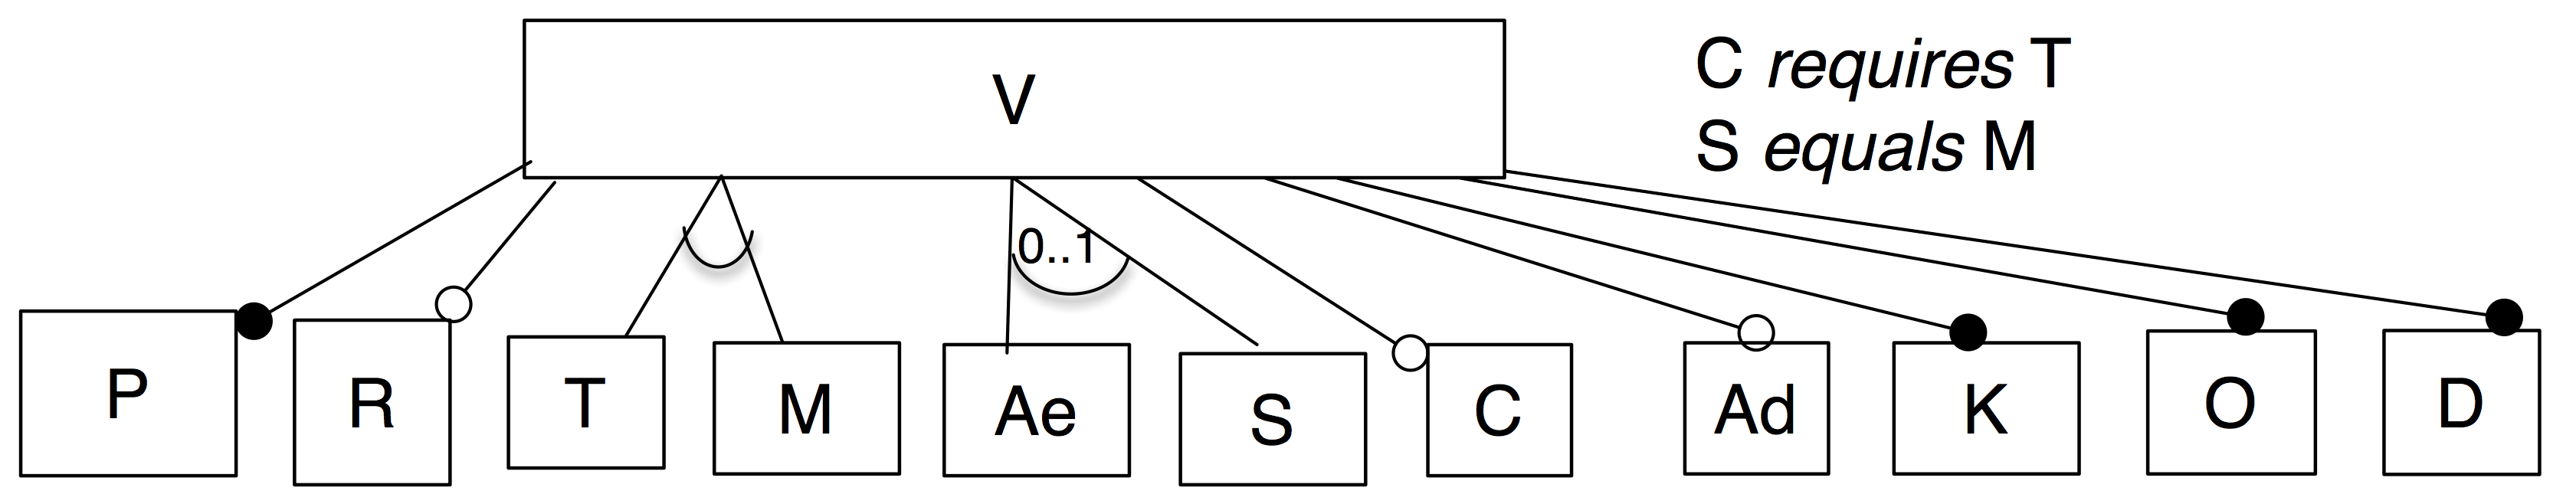 V
C requires T
S equals M
0..1
P
R
T
M
Ae
S
C
Ad
K
O
D